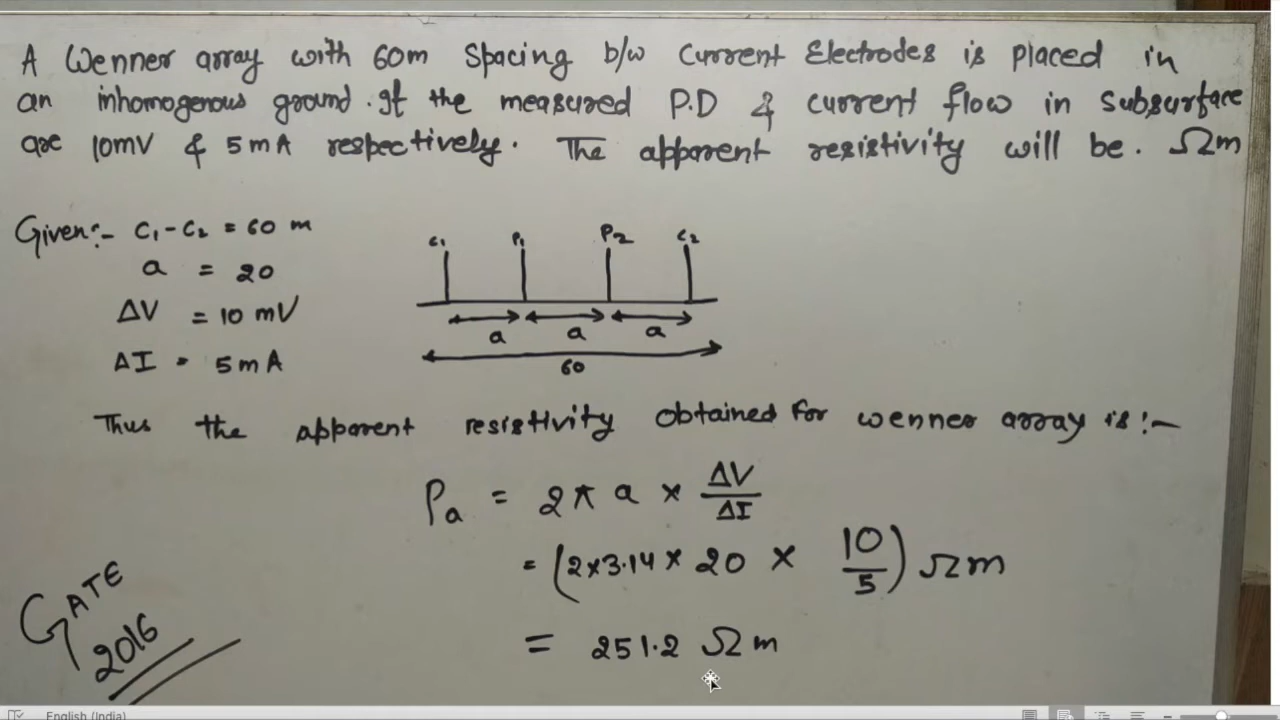 A Wenner array with 60m Spacing b/w Current Electrodes is placed in
an inhomogenous ground. If the measured P.D & current flow in Subsurface
are 10mV & 5mA respectively. The apparent resistivity will be. Ωm
Given:- C1-C2 = 60 m
a = 20
ΔV = 10 mV
ΔI = 5mA
C1 P1 P2 C2
a a a
60
Thus the apparent resistivity obtained for wenner array is :-
ρa = 2π a × ΔV/ΔI
= (2×3.14× 20 × 10/5) Ωm
= 251.2 Ωm
GATE
2016
English (India)